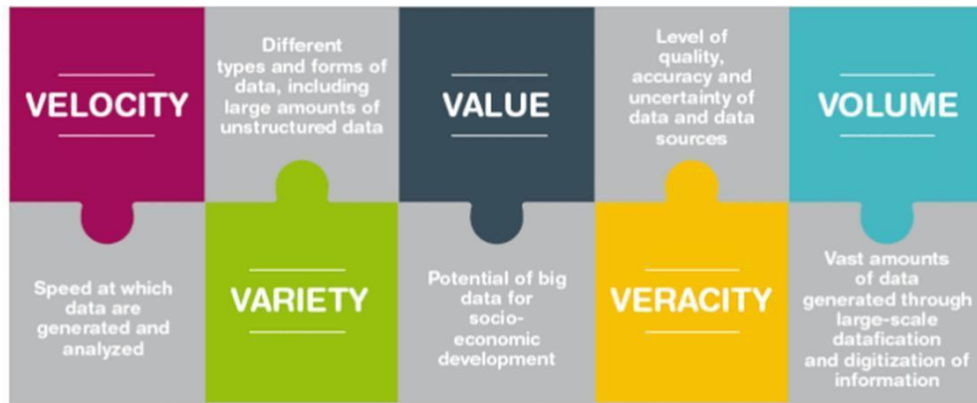 VELOCITY
Speed at which
data are
generated and
analyzed
Different
types and forms of
data, including
large amounts of
unstructured data
VARIETY
VALUE
Potential of big
data for
socio-
economic
development
Level of
quality,
accuracy and
uncertainty of
data and data
sources
VERACITY
VOLUME
Vast amounts
of data
generated through
large-scale
datafication
and digitization of
information